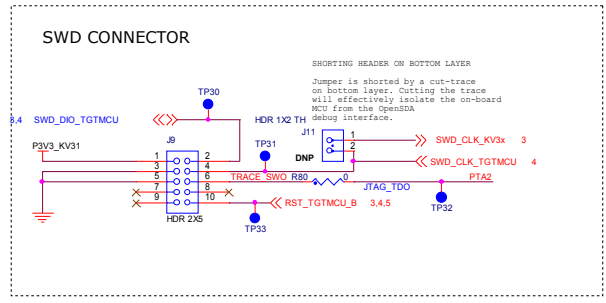 SWD CONNECTOR
SHORTING HEADER ON BOTTOM LAYER
Jumper is shorted by a cut-trace
on bottom layer. Cutting the trace
will effectively isolate the on-board
MCU from the OpenSDA
debug interface.
TP30
3,4 SWD_DIO_TGTMCU
HDR 1X2 TH
J11
J9
TP31
1
SWD_CLK_KV3x 3
P3V3_KV31
2
DNP
1 2
SWD_CLK_TGTMCU 4
3 4
5 6 TRACE_SWO R80 0 JTAG_TDO PTA2
7 8
9 10 RST_TGTMCU_B 3,4,5
TP32
HDR 2X5
TP33